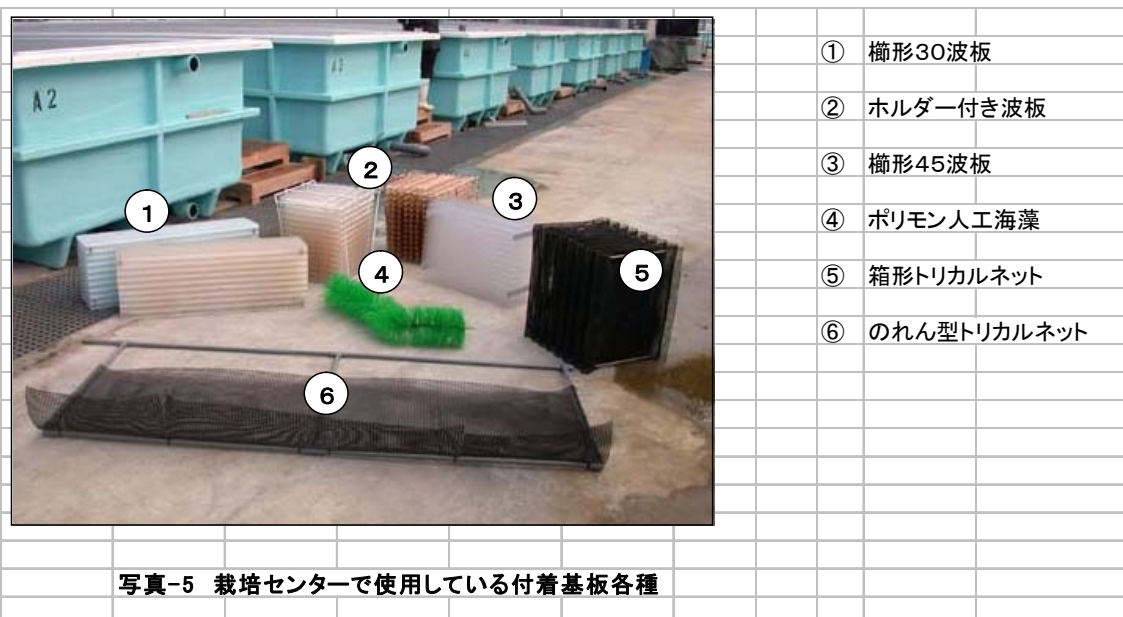 A2
A3
①
②
③
④
⑤
⑥
① 櫛形30波板
② ホルダー付き波板
③ 櫛形45波板
④ ポリモン人工海藻
⑤ 箱形トリカルネット
⑥ のれん型トリカルネット
写真-5 栽培センターで使用している付着基板各種